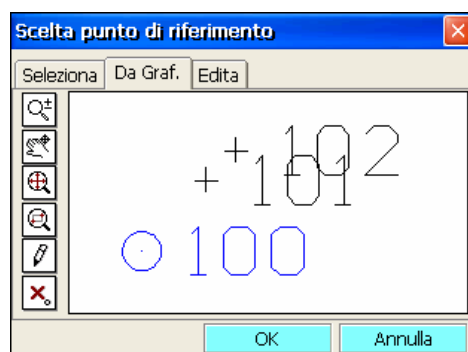 Scelta punto di riferimento
Seleziona Da Graf. Edita
102
101
100
OK Annulla